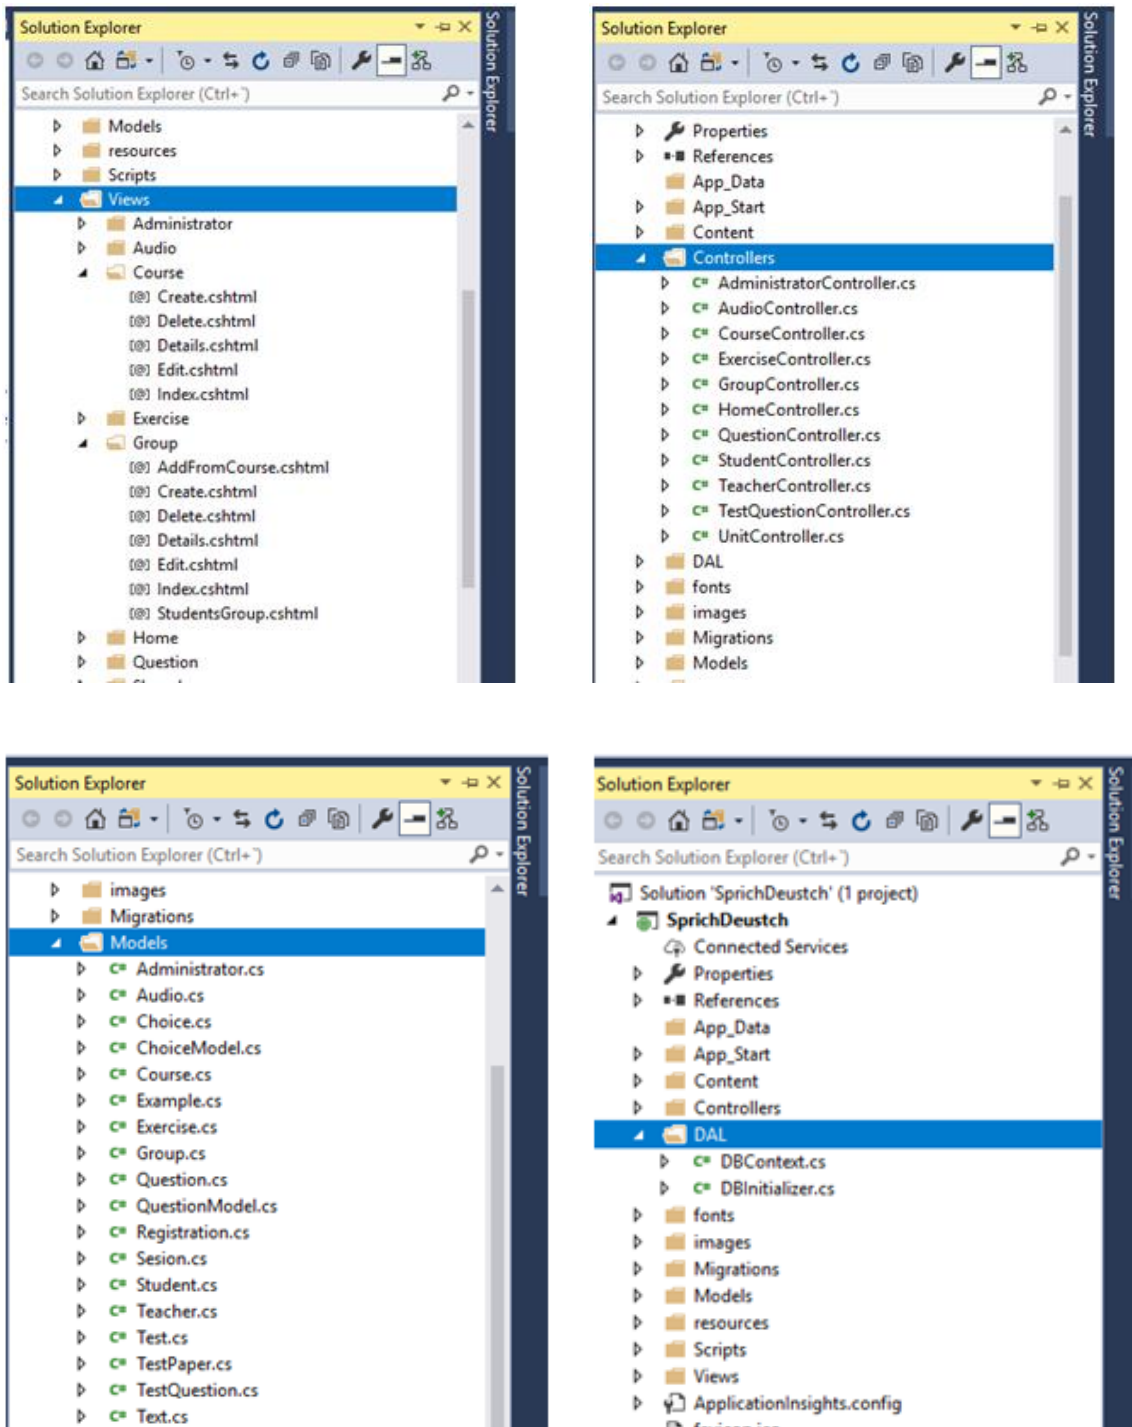 Solution Explorer
Search Solution Explorer (Ctrl+¨)
Models
resources
Scripts
Views
Administrator
Audio
Course
[@] Create.cshtml
[@] Delete.cshtml
[@] Details.cshtml
[@] Edit.cshtml
[@] Index.cshtml
Exercise
Group
[@] AddFromCourse.cshtml
[@] Create.cshtml
[@] Delete.cshtml
[@] Details.cshtml
[@] Edit.cshtml
[@] Index.cshtml
[@] StudentsGroup.cshtml
Home
Question
Solution Explorer
Solution Explorer
Search Solution Explorer (Ctrl+¨)
Properties
References
App_Data
App_Start
Content
Controllers
C# AdministratorController.cs
C# AudioController.cs
C# CourseController.cs
C# ExerciseController.cs
C# GroupController.cs
C# HomeController.cs
C# QuestionController.cs
C# StudentController.cs
C# TeacherController.cs
C# TestQuestionController.cs
C# UnitController.cs
DAL
fonts
images
Migrations
Models
Solution Explorer
Solution Explorer
Search Solution Explorer (Ctrl+¨)
images
Migrations
Models
C# Administrator.cs
C# Audio.cs
C# Choice.cs
C# ChoiceModel.cs
C# Course.cs
C# Example.cs
C# Exercise.cs
C# Group.cs
C# Question.cs
C# QuestionModel.cs
C# Registration.cs
C# Sesion.cs
C# Student.cs
C# Teacher.cs
C# Test.cs
C# TestPaper.cs
C# TestQuestion.cs
C# Text.cs
Solution Explorer
Solution Explorer
Search Solution Explorer (Ctrl+¨)
Solution 'SprichDeustch' (1 project)
SprichDeustch
Connected Services
Properties
References
App_Data
App_Start
Content
Controllers
DAL
C# DBContext.cs
C# DBInitializer.cs
fonts
images
Migrations
Models
resources
Scripts
Views
ApplicationInsights.config
Solution Explorer